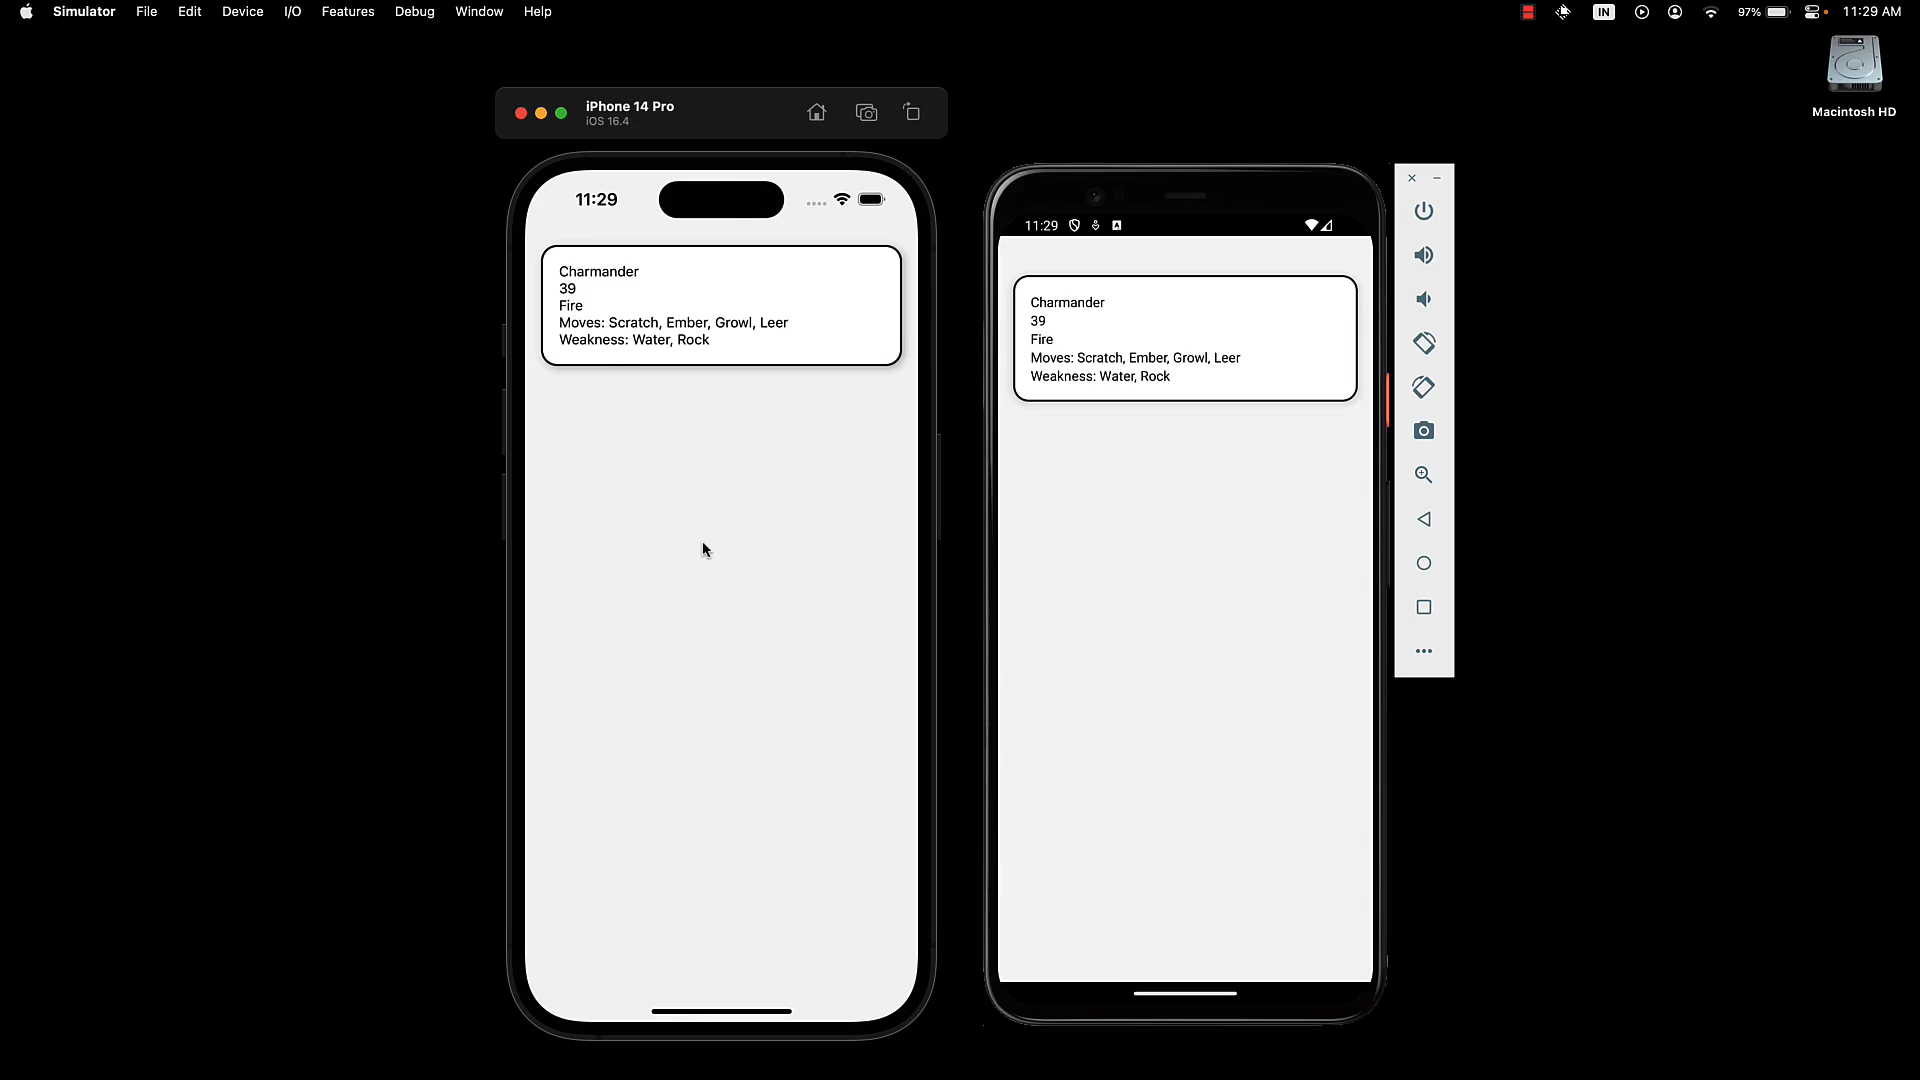 Simulator File Edit Device I/O Features Debug Window Help
IN 97% 11:29 AM
Macintosh HD
iPhone 14 Pro
iOS 16.4
11:29
Charmander
39
Fire
Moves: Scratch, Ember, Growl, Leer
Weakness: Water, Rock
11:29
Charmander
39
Fire
Moves: Scratch, Ember, Growl, Leer
Weakness: Water, Rock